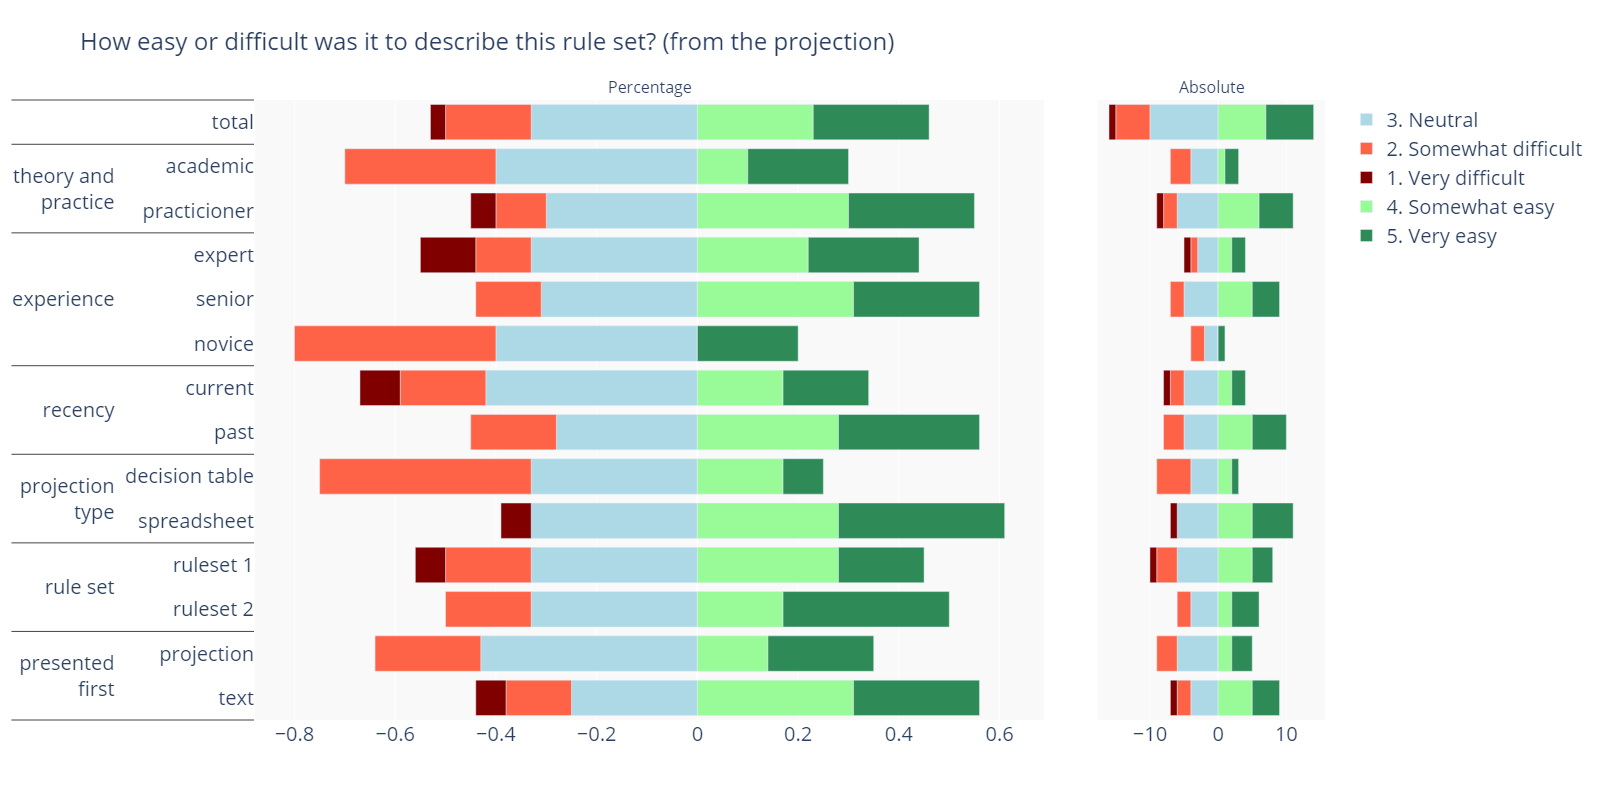 How easy or difficult was it to describe this rule set? (from the projection)
Percentage
Absolute
total
theory and
practice
academic
practicioner
experience
expert
senior
novice
recency
current
past
projection
type
decision table
spreadsheet
rule set
ruleset 1
ruleset 2
presented
first
projection
text
−0.8 −0.6 −0.4 −0.2 0 0.2 0.4 0.6
−10 0 10
3. Neutral
2. Somewhat difficult
1. Very difficult
4. Somewhat easy
5. Very easy